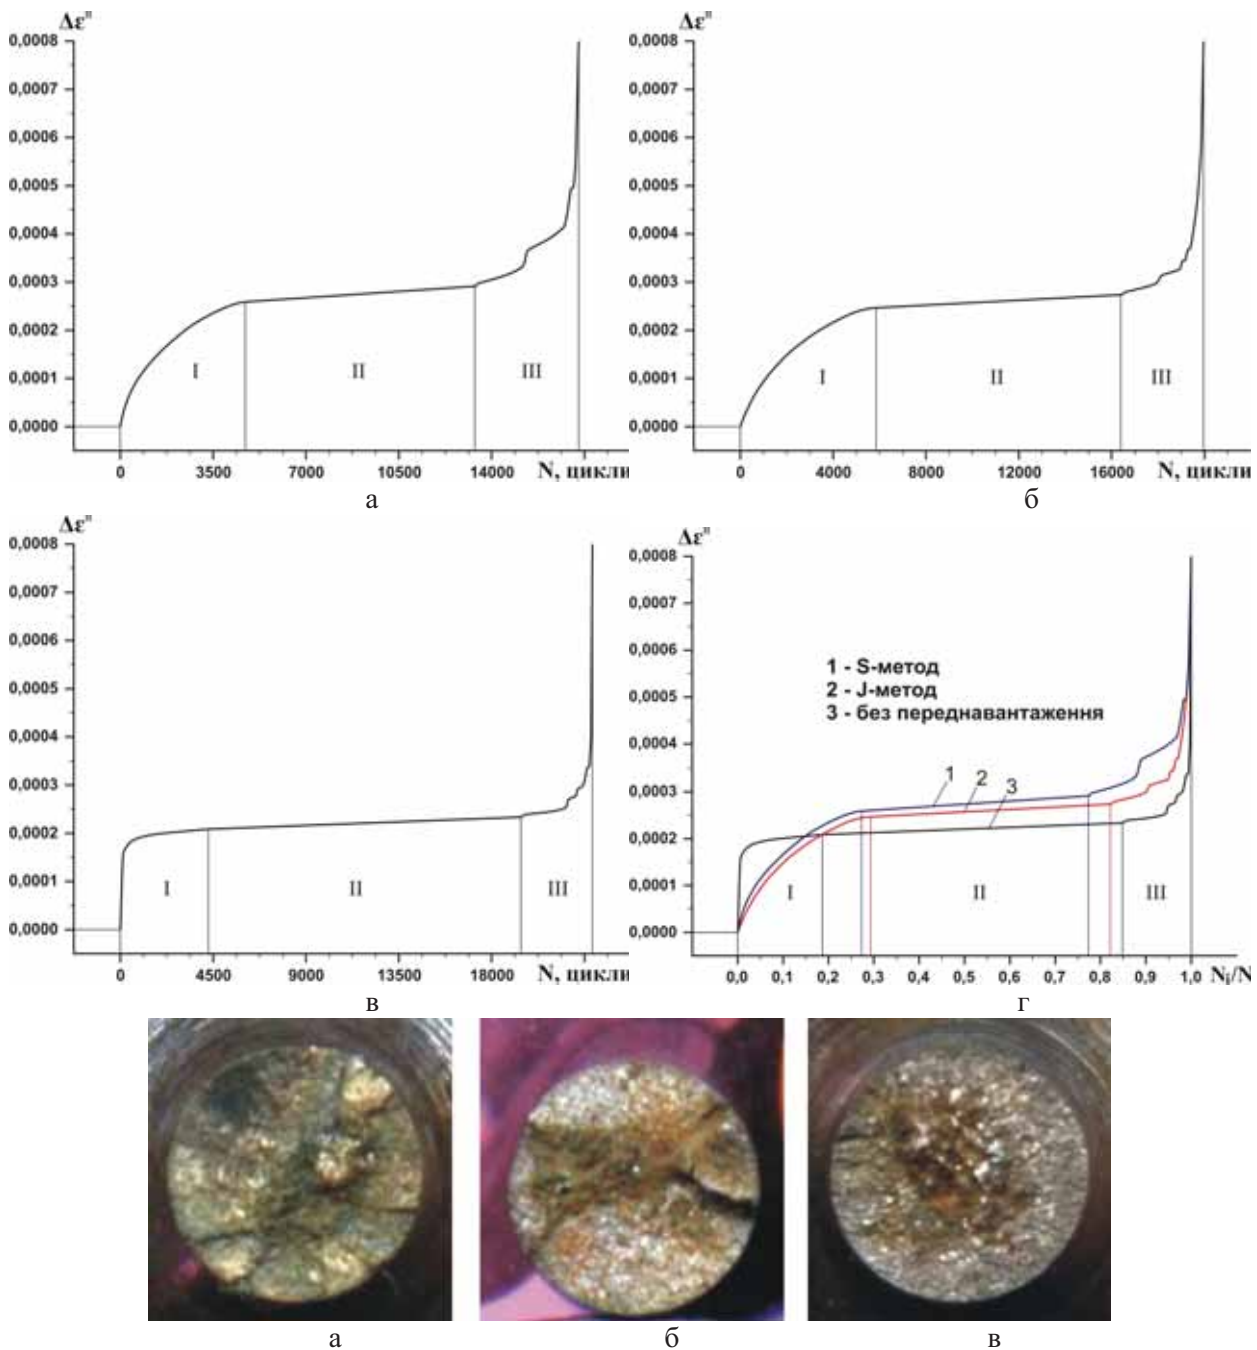 Δεⁿ
0,0008
0,0007
0,0006
0,0005
0,0004
0,0003
0,0002
0,0001
0,0000
I
II
III
0 3500 7000 10500 14000 N, цикли
а
Δεⁿ
0,0008
0,0007
0,0006
0,0005
0,0004
0,0003
0,0002
0,0001
0,0000
I
II
III
0 4000 8000 12000 16000 N, цикли
б
Δεⁿ
0,0008
0,0007
0,0006
0,0005
0,0004
0,0003
0,0002
0,0001
0,0000
I
II
III
0 4500 9000 13500 18000 N, цикли
в
Δεⁿ
0,0008
0,0007
0,0006
0,0005
0,0004
0,0003
0,0002
0,0001
0,0000
1 - S-метод
2 - J-метод
3 - без переднавантаження
1
2
3
I
II
III
0,0 0,1 0,2 0,3 0,4 0,5 0,6 0,7 0,8 0,9 1,0 Nᵢ/N
г
а
б
в